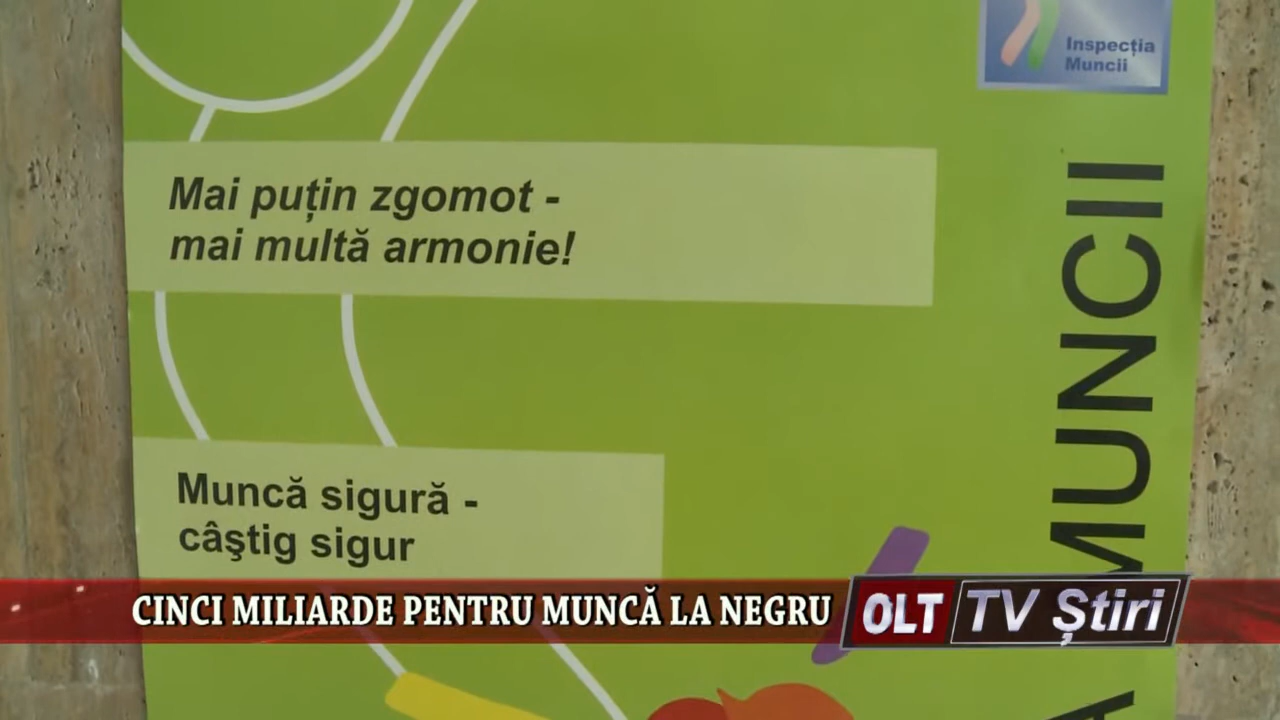 Inspecția
Muncii
Mai puțin zgomot -
mai multă armonie!
Muncă sigură -
câştig sigur
MUNCII
CINCI MILIARDE PENTRU MUNCĂ LA NEGRU
OLT TV Știri